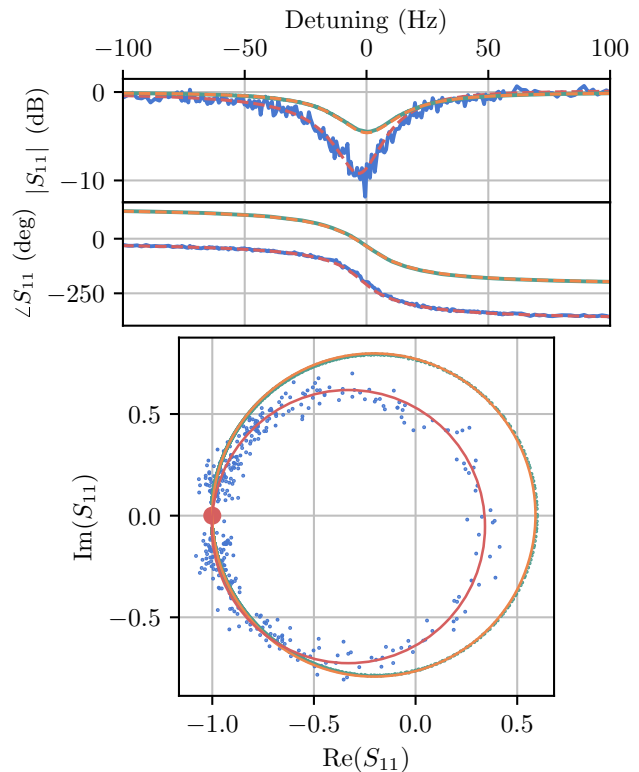 Detuning (Hz)
−100 −50 0 50 100
0
−10
|S₁₁| (dB)
0
−250
∠S₁₁ (deg)
0.5
0.0
−0.5
Im(S₁₁)
−1.0 −0.5 0.0 0.5
Re(S₁₁)